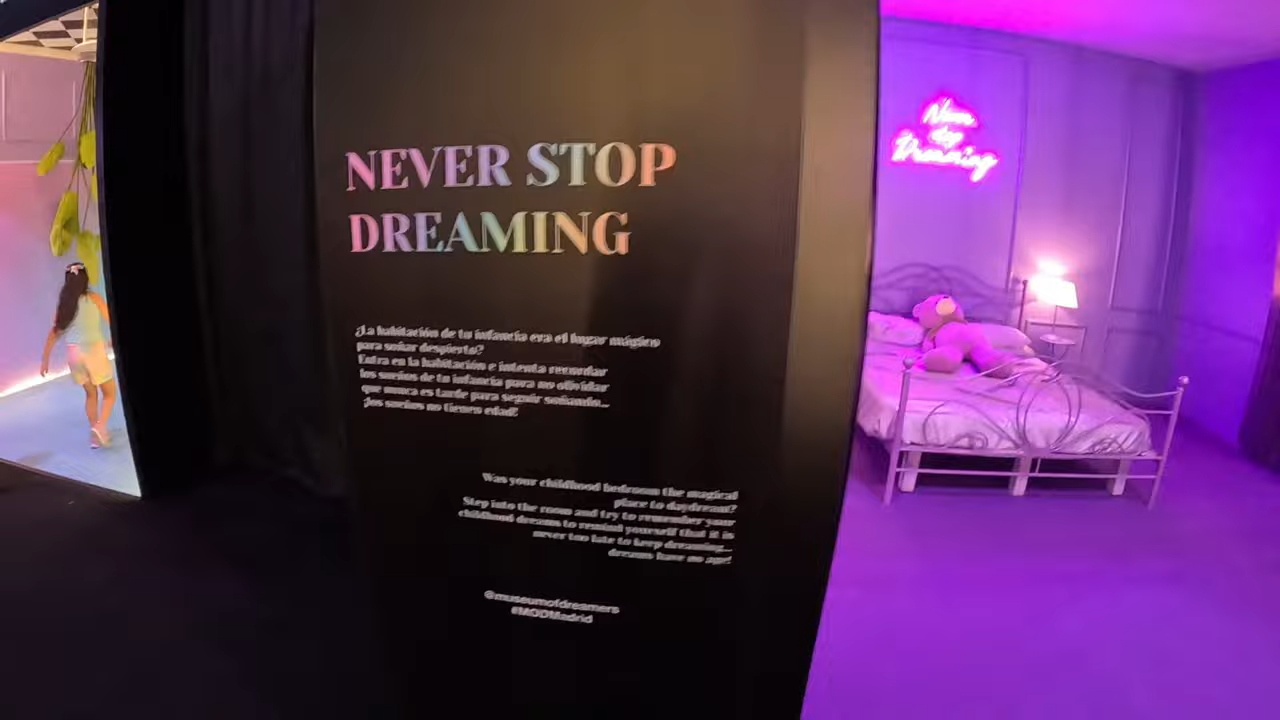 NEVER STOP
DREAMING
¿La habitación de tu infancia era el lugar mágico
para soñar despierto?
Entra en la habitación e intenta recordar
los sueños de tu infancia para no olvidar
que nunca es tarde para seguir soñando...
¡los sueños no tienen edad!
Was your childhood bedroom the magical
place to daydream?
Step into the room and try to remember your
childhood dreams to remind yourself that it is
never too late to keep dreaming...
dreams have no age!
@museumofdreamers
#MODMadrid
Never
stop
Dreaming